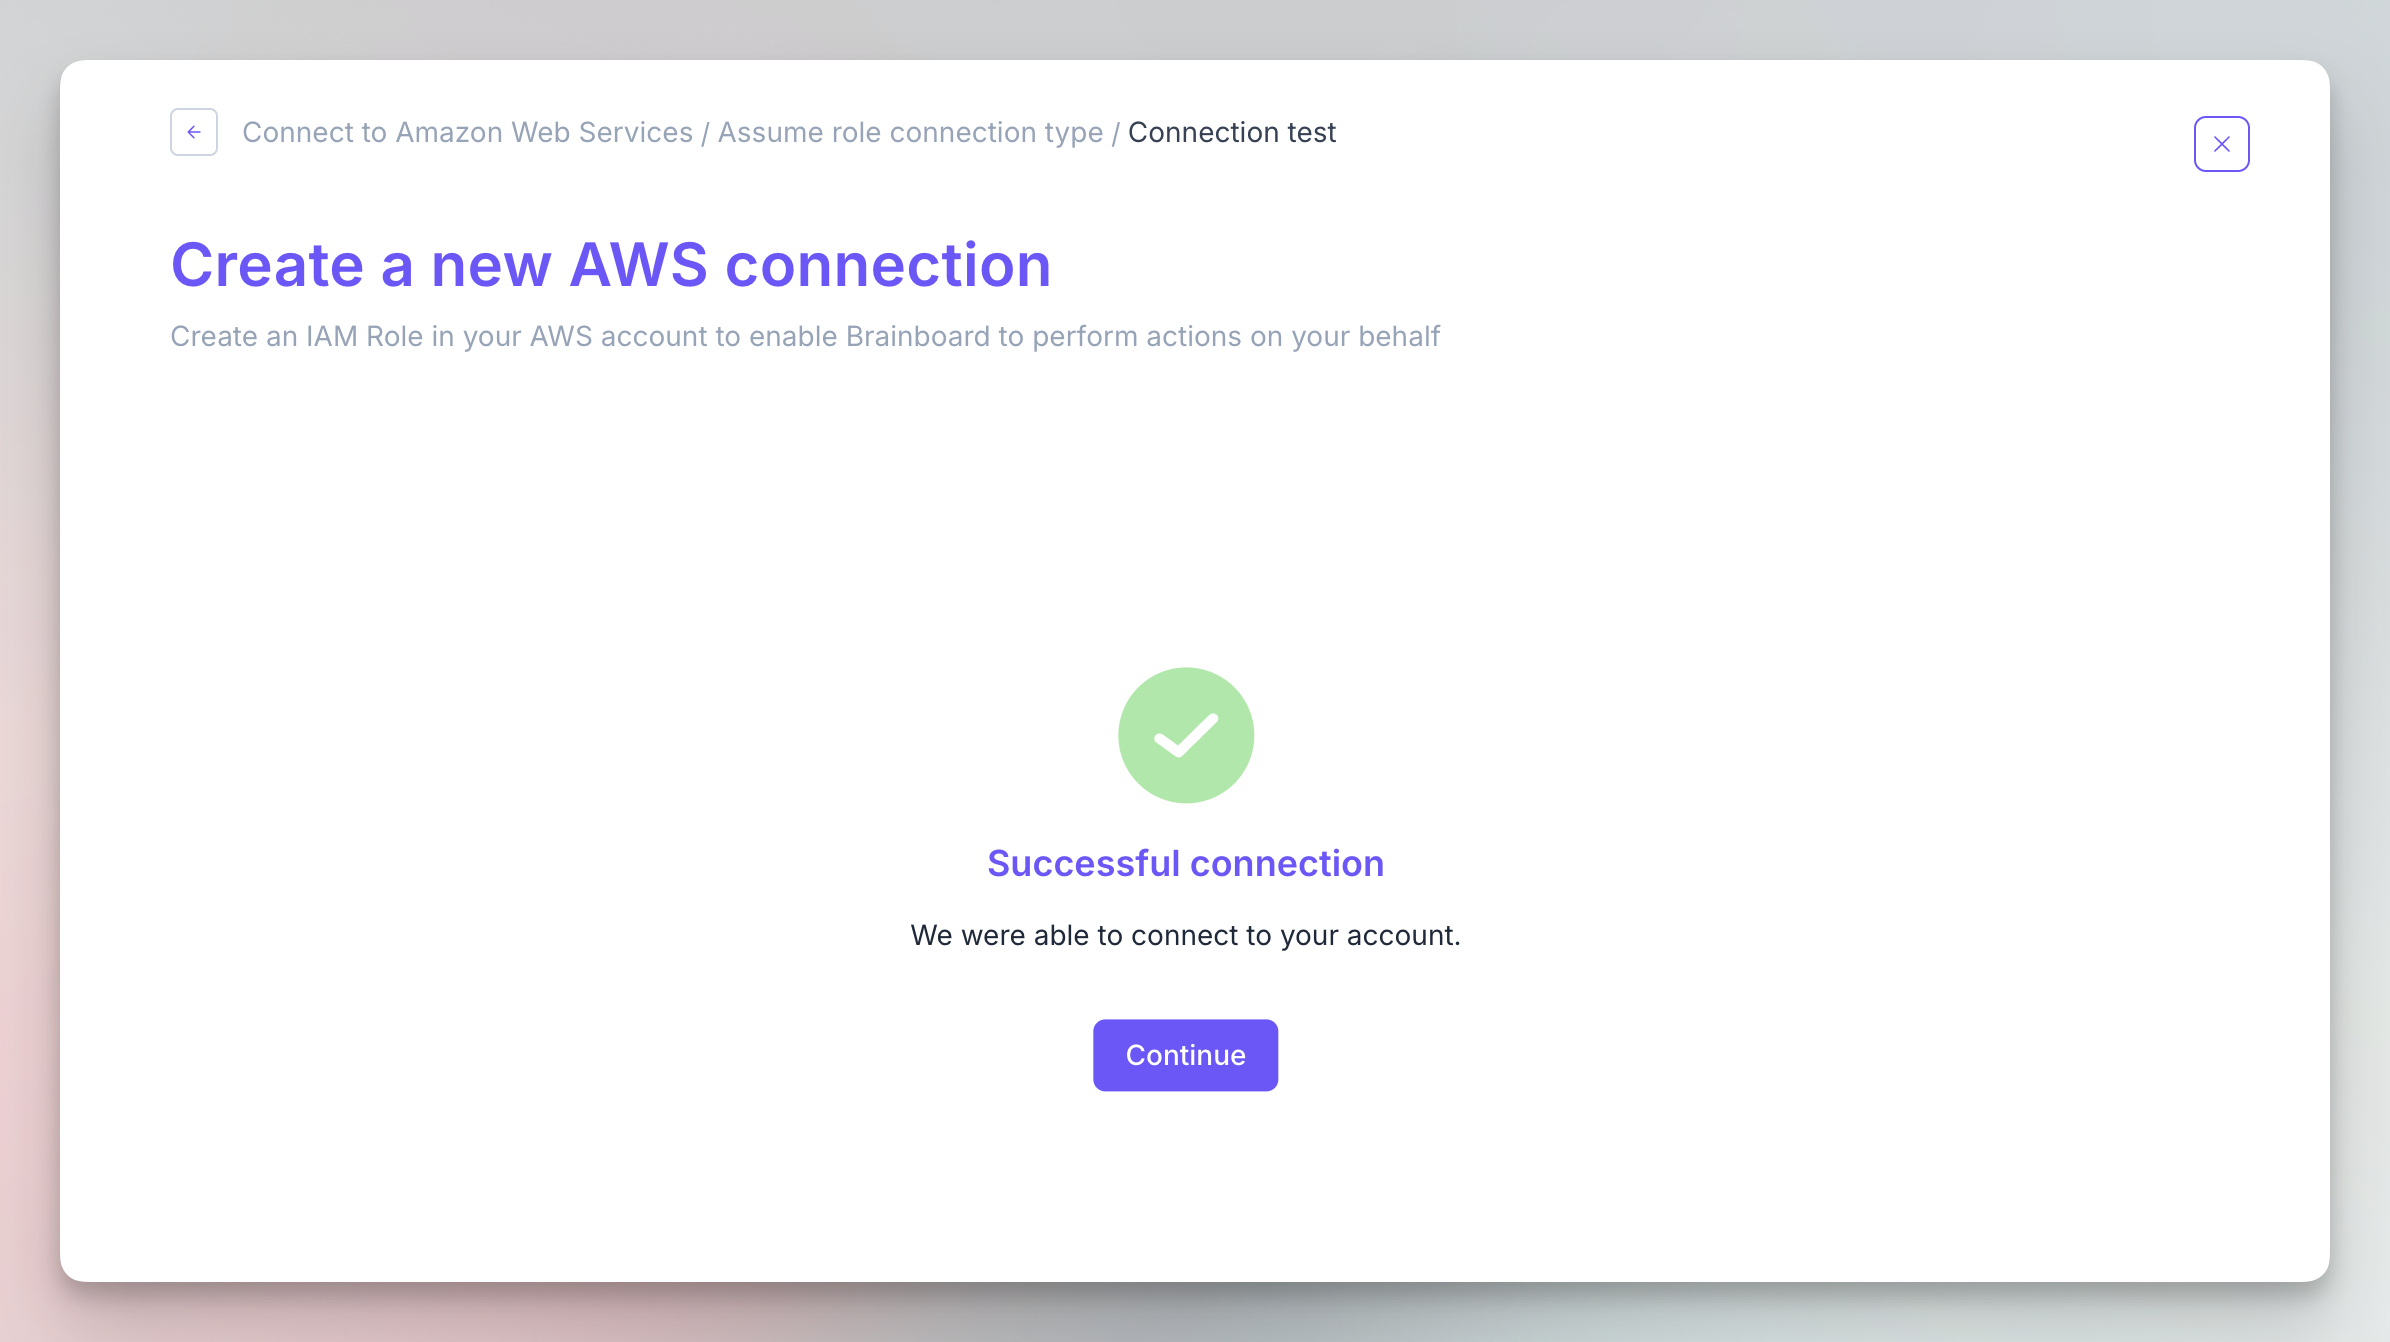 Connect to Amazon Web Services / Assume role connection type / Connection test
Create a new AWS connection
Create an IAM Role in your AWS account to enable Brainboard to perform actions on your behalf
Successful connection
We were able to connect to your account.
Continue